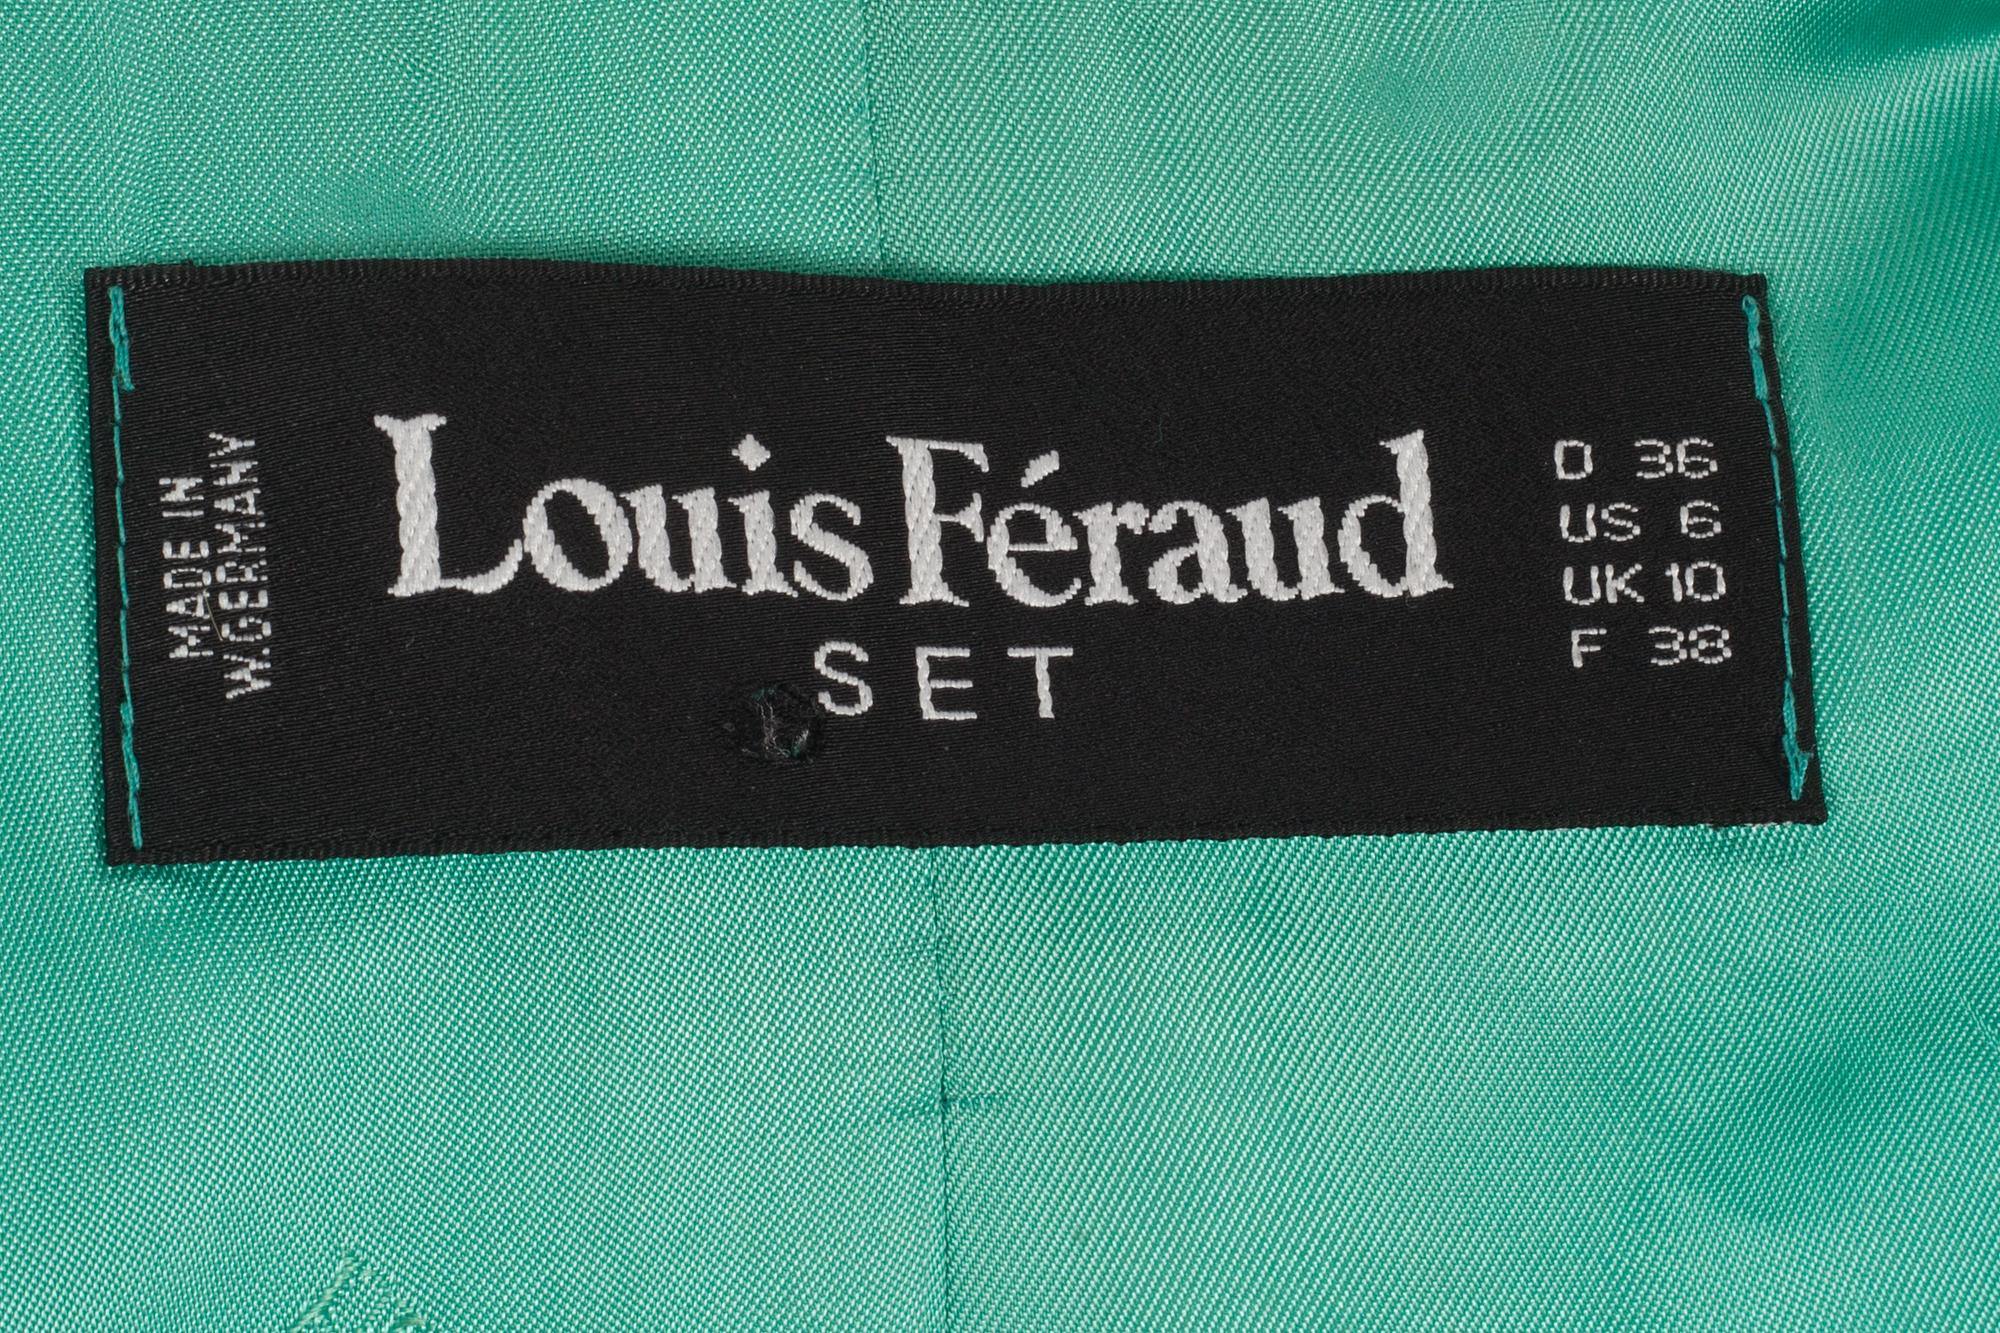 MADE IN
W.GERMANY
Louis Féraud
SET
D 36
US 6
UK 10
F 38